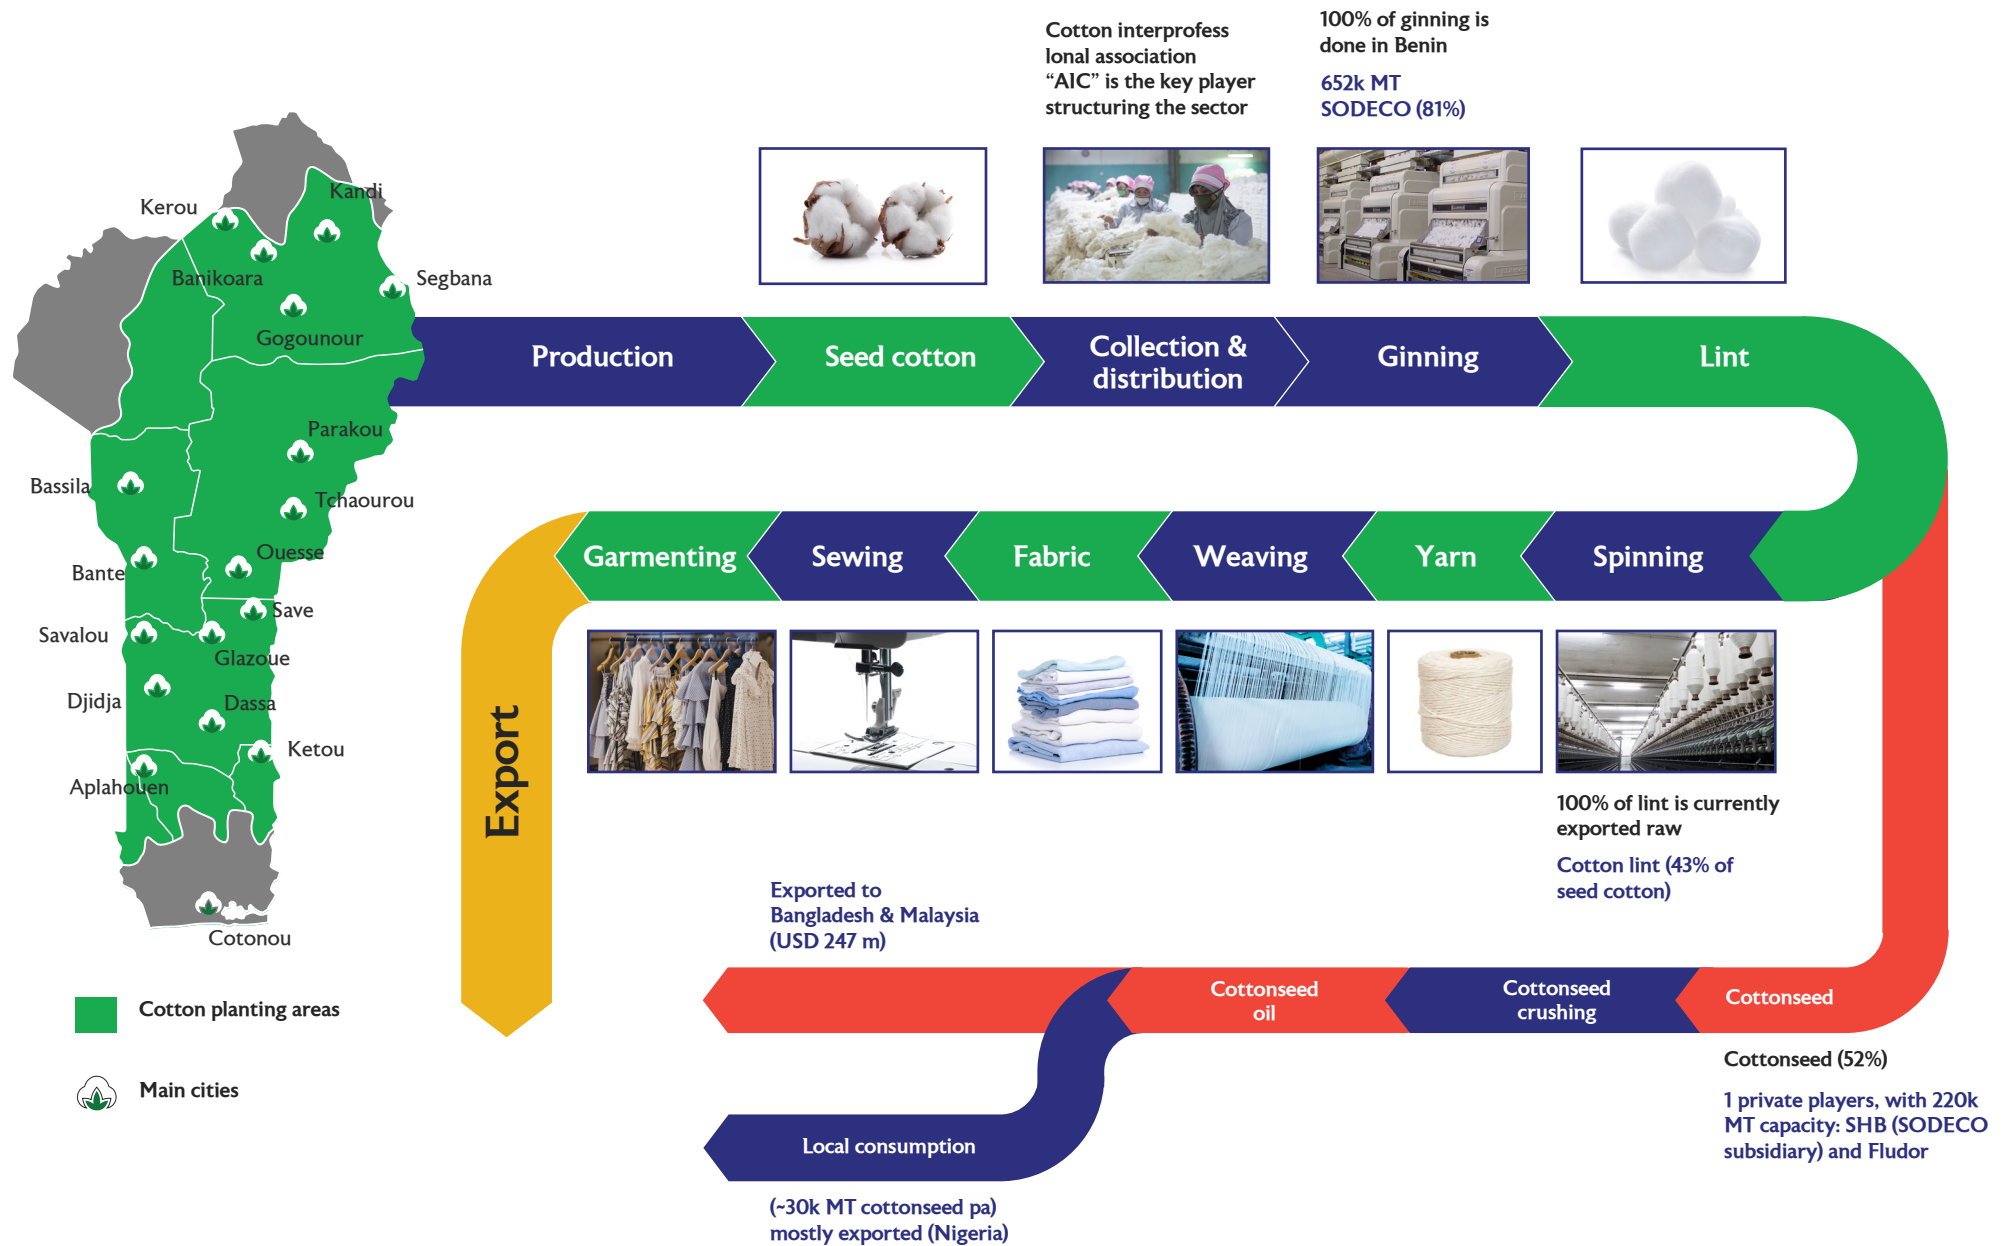 Cotton interprofess
lonal association
“AIC” is the key player
structuring the sector
100% of ginning is
done in Benin
652k MT
SODECO (81%)
Kandi
Kerou
Banikoara
Segbana
Gogounour
Parakou
Bassila
Tchaourou
Ouesse
Bante
Save
Savalou
Glazoue
Djidja
Dassa
Ketou
Aplahouen
Cotonou
Cotton planting areas
Main cities
Production
Seed cotton
Collection &
distribution
Ginning
Lint
Garmenting
Sewing
Fabric
Weaving
Yarn
Spinning
Export
100% of lint is currently
exported raw
Cotton lint (43% of
seed cotton)
Exported to
Bangladesh & Malaysia
(USD 247 m)
Cottonseed
oil
Cottonseed
crushing
Cottonseed
Cottonseed (52%)
1 private players, with 220k
MT capacity: SHB (SODECO
subsidiary) and Fludor
Local consumption
(~30k MT cottonseed pa)
mostly exported (Nigeria)